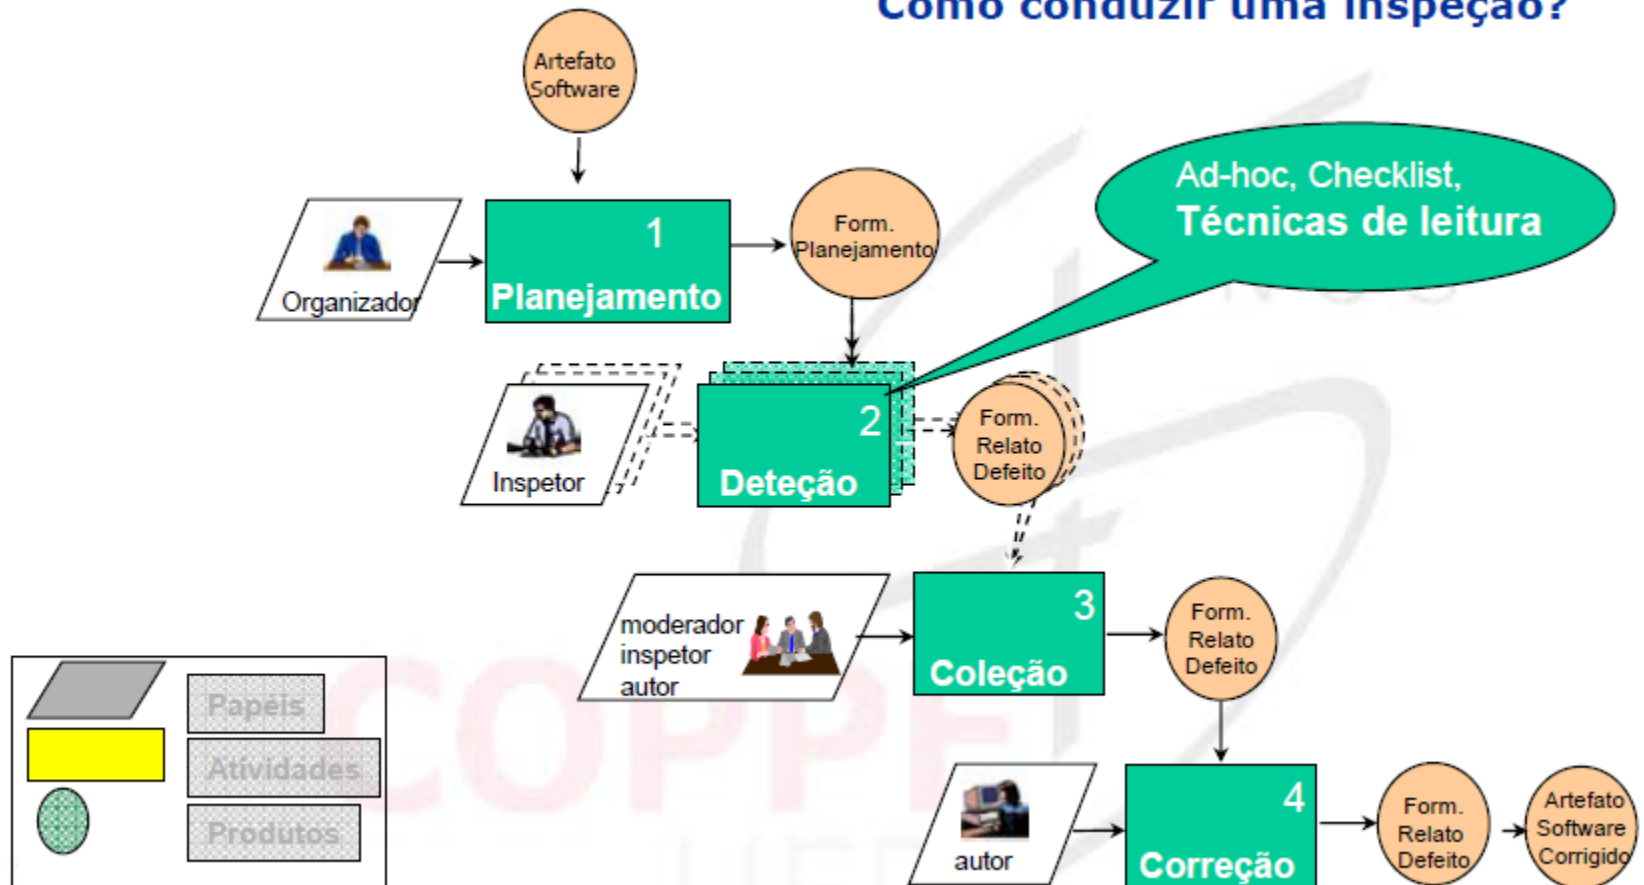 Como conduzir uma inspeção?
Artefato
Software
Ad-hoc, Checklist,
Técnicas de leitura
1
Planejamento
Form.
Planejamento
Organizador
2
Deteção
Form.
Relato
Defeito
Inspetor
3
Coleção
moderador
inspetor
autor
Form.
Relato
Defeito
Papéis
Atividades
Produtos
COPPE
4
Correção
autor
Form.
Relato
Defeito
Artefato
Software
Corrigido